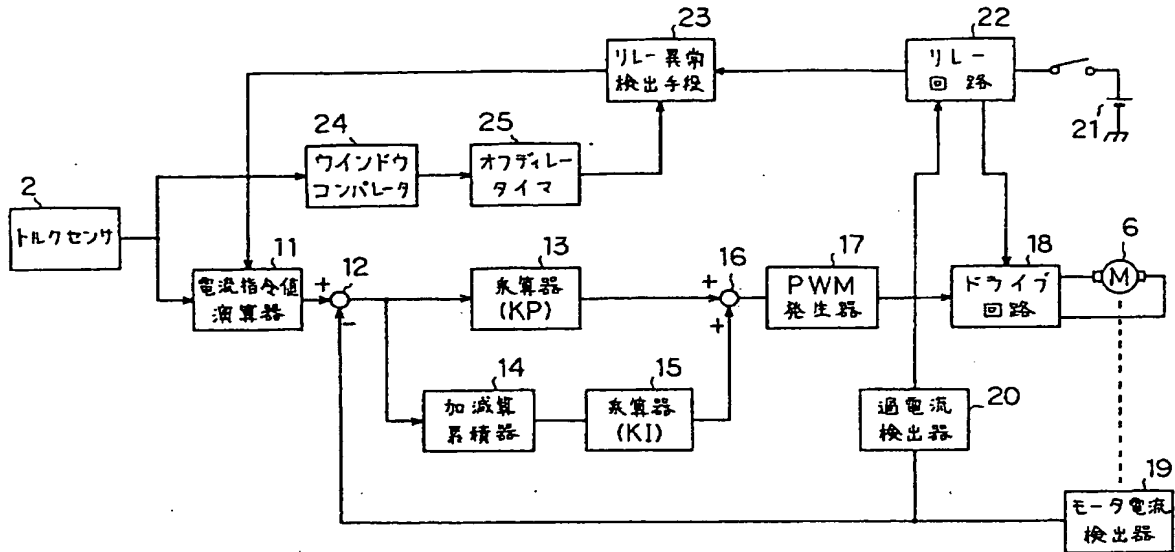 23
22
リレー異常
検出手段
リレー
回路
21
24
25
ウインドウ
コンパレータ
オフディレー
タイマ
2
トルクセンサ
11
電流指令値
演算器
+
12
-
13
乗算器
(KP)
+
16
+
17
PWM
発生器
18
ドライブ
回路
6
M
14
加減算
累積器
15
乗算器
(KI)
過電流
検出器
20
19
モータ電流
検出器